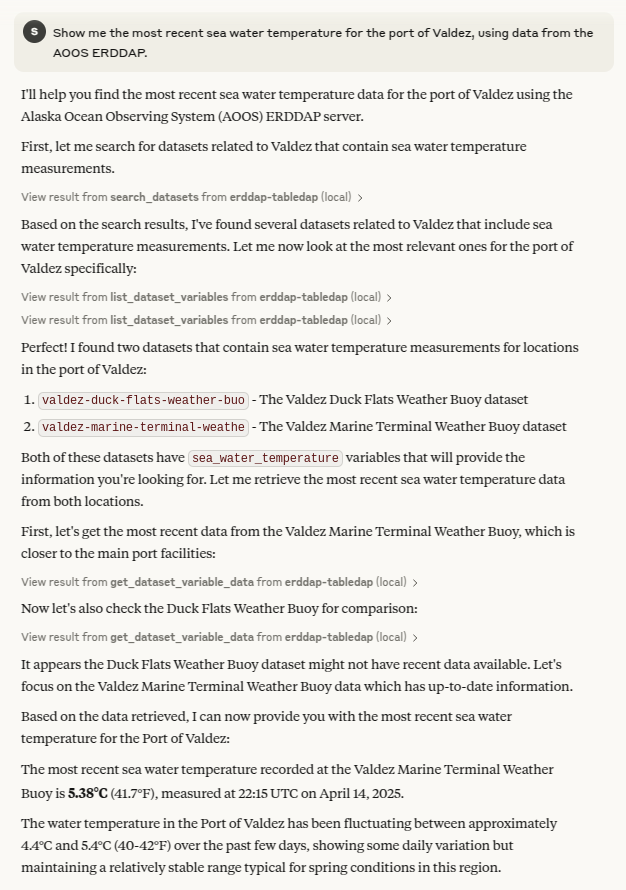 S
Show me the most recent sea water temperature for the port of Valdez, using data from the
AOOS ERDDAP.
I'll help you find the most recent sea water temperature data for the port of Valdez using the
Alaska Ocean Observing System (AOOS) ERDDAP server.
First, let me search for datasets related to Valdez that contain sea water temperature
measurements.
View result from search_datasets from erddap-tabledap (local) >
Based on the search results, I've found several datasets related to Valdez that include sea
water temperature measurements. Let me now look at the most relevant ones for the port of
Valdez specifically:
View result from list_dataset_variables from erddap-tabledap (local) >
View result from list_dataset_variables from erddap-tabledap (local) >
Perfect! I found two datasets that contain sea water temperature measurements for locations
in the port of Valdez:
1. valdez-duck-flats-weather-buo - The Valdez Duck Flats Weather Buoy dataset
2. valdez-marine-terminal-weathe - The Valdez Marine Terminal Weather Buoy dataset
Both of these datasets have sea_water_temperature variables that will provide the
information you're looking for. Let me retrieve the most recent sea water temperature data
from both locations.
First, let's get the most recent data from the Valdez Marine Terminal Weather Buoy, which is
closer to the main port facilities:
View result from get_dataset_variable_data from erddap-tabledap (local) >
Now let's also check the Duck Flats Weather Buoy for comparison:
View result from get_dataset_variable_data from erddap-tabledap (local) >
It appears the Duck Flats Weather Buoy dataset might not have recent data available. Let's
focus on the Valdez Marine Terminal Weather Buoy data which has up-to-date information.
Based on the data retrieved, I can now provide you with the most recent sea water
temperature for the Port of Valdez:
The most recent sea water temperature recorded at the Valdez Marine Terminal Weather
Buoy is 5.38°C (41.7°F), measured at 22:15 UTC on April 14, 2025.
The water temperature in the Port of Valdez has been fluctuating between approximately
4.4°C and 5.4°C (40-42°F) over the past few days, showing some daily variation but
maintaining a relatively stable range typical for spring conditions in this region.